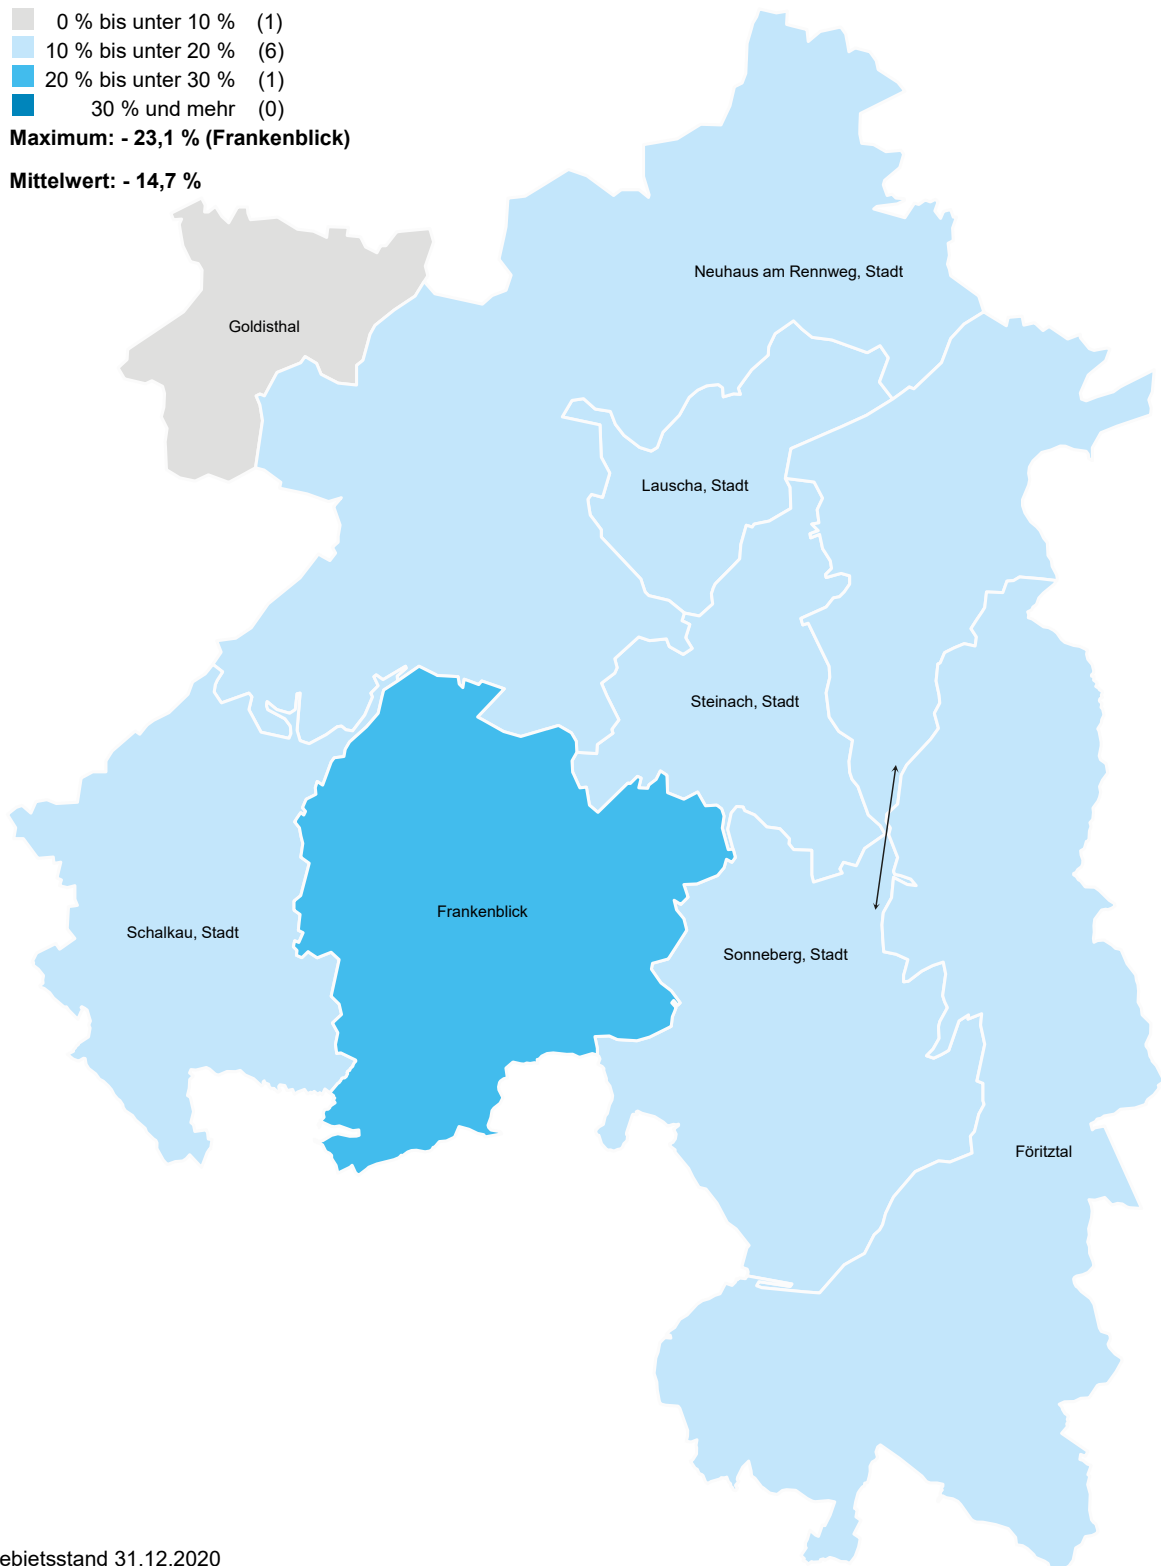 0 % bis unter 10 % (1)
10 % bis unter 20 % (6)
20 % bis unter 30 % (1)
30 % und mehr (0)
Maximum: - 23,1 % (Frankenblick)
Mittelwert: - 14,7 %
Neuhaus am Rennweg, Stadt
Goldisthal
Lauscha, Stadt
Steinach, Stadt
Frankenblick
Schalkau, Stadt
Sonneberg, Stadt
Föritztal
ebietsstand 31.12.2020